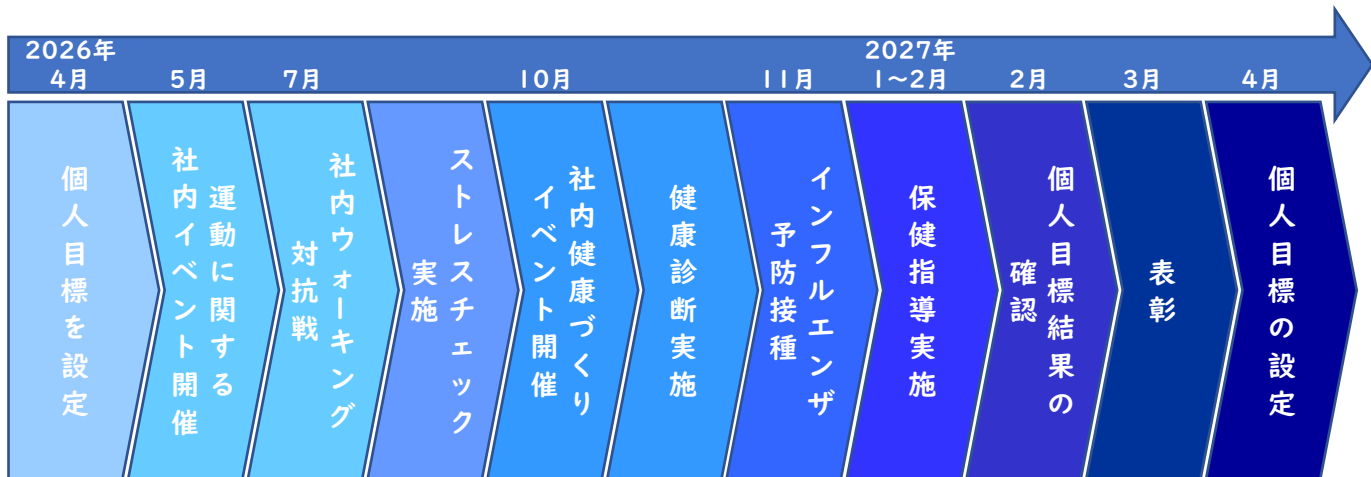 2026年
4月
5月
7月
10月
11月
2027年
1～2月
2月
3月
4月
個人目標を設定
運動に関する
社内イベント開催
社内ウォーキング
対抗戦
ストレスチェック
実施
社内健康づくり
イベント開催
健康診断実施
インフルエンザ
予防接種
保健指導実施
個人目標結果の
確認
表彰
個人目標の設定